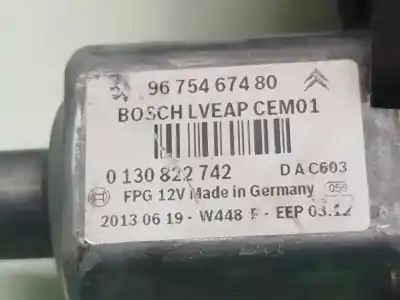 96 754 674 80
BOSCH LVEAP CEM01
0 130 822 742 D A C603
FPG 12V Made in Germany 056
2013 06 19 - W448 F - EEP 03.12